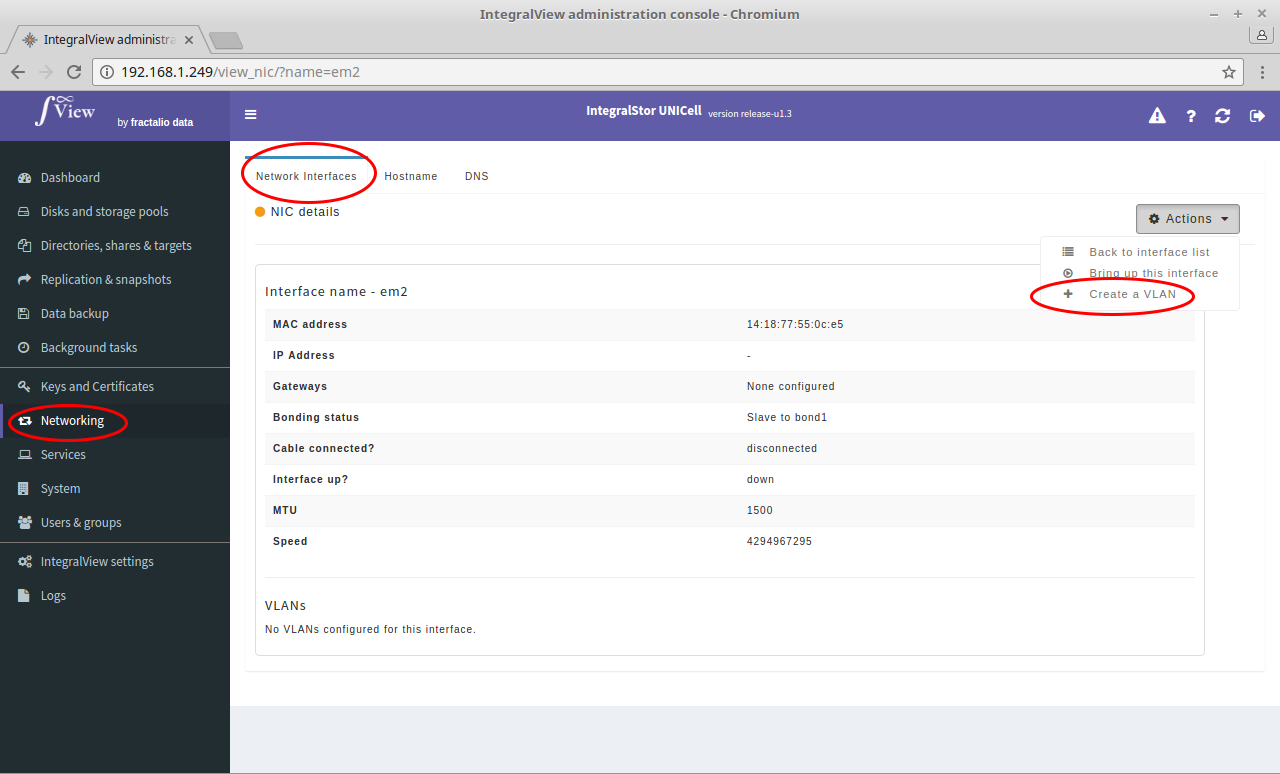 IntegralView administration console - Chromium
IntegralView administra
192.168.1.249/view_nic/?name=em2
∫∞View by fractalio data
IntegralStor UNICell version release-u1.3
Dashboard
Disks and storage pools
Directories, shares & targets
Replication & snapshots
Data backup
Background tasks
Keys and Certificates
Networking
Services
System
Users & groups
IntegralView settings
Logs
Network Interfaces Hostname DNS
NIC details
Actions
Back to interface list
Bring up this interface
Create a VLAN
Interface name - em2
MAC address 14:18:77:55:0c:e5
IP Address -
Gateways None configured
Bonding status Slave to bond1
Cable connected? disconnected
Interface up? down
MTU 1500
Speed 4294967295
VLANs
No VLANs configured for this interface.